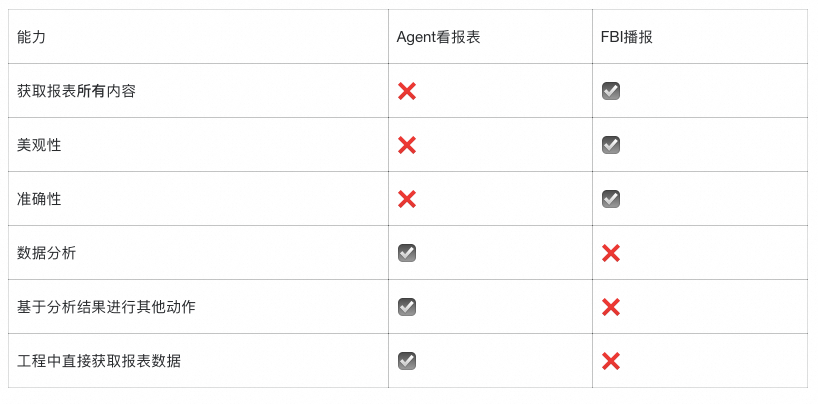 能力 Agent看报表 FBI播报
获取报表所有内容 ❌ ☑
美观性 ❌ ☑
准确性 ❌ ☑
数据分析 ☑ ❌
基于分析结果进行其他动作 ☑ ❌
工程中直接获取报表数据 ☑ ❌